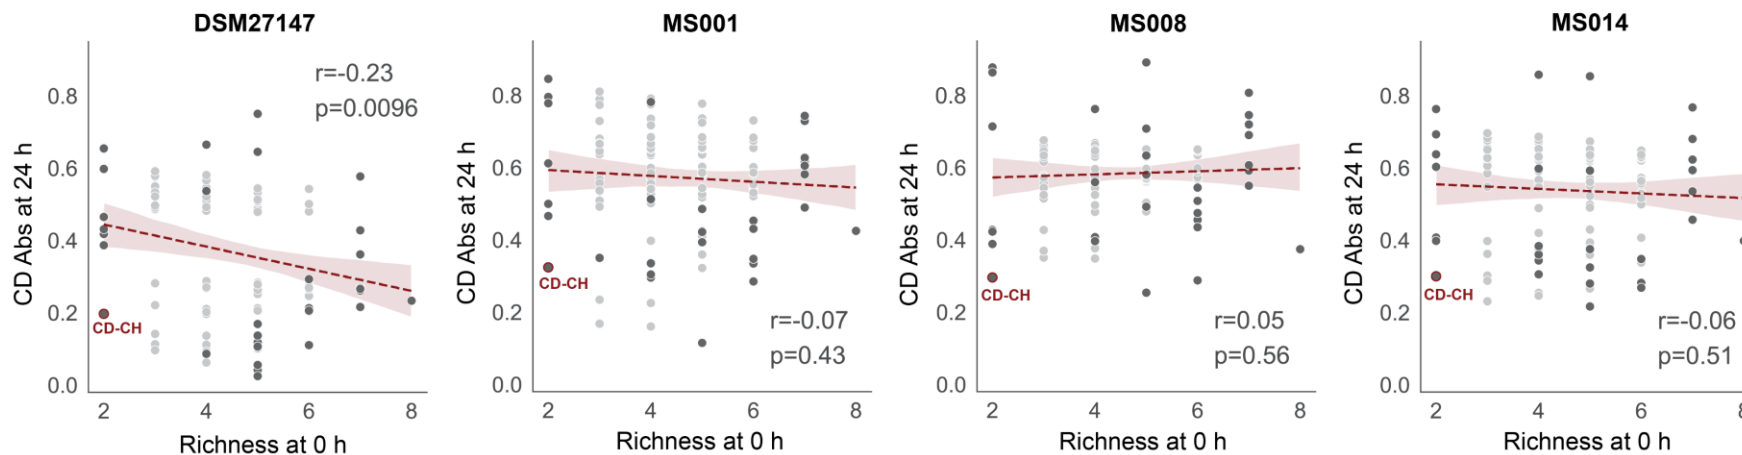 DSM27147
CD Abs at 24 h
0.8
0.6
0.4
0.2
0.0
r=-0.23
p=0.0096
CD-CH
2 4 6 8
Richness at 0 h
MS001
CD Abs at 24 h
0.8
0.6
0.4
0.2
0.0
CD-CH
r=-0.07
p=0.43
2 4 6 8
Richness at 0 h
MS008
CD Abs at 24 h
0.8
0.6
0.4
0.2
0.0
CD-CH
r=0.05
p=0.56
2 4 6 8
Richness at 0 h
MS014
CD Abs at 24 h
0.8
0.6
0.4
0.2
0.0
CD-CH
r=-0.06
p=0.51
2 4 6 8
Richness at 0 h